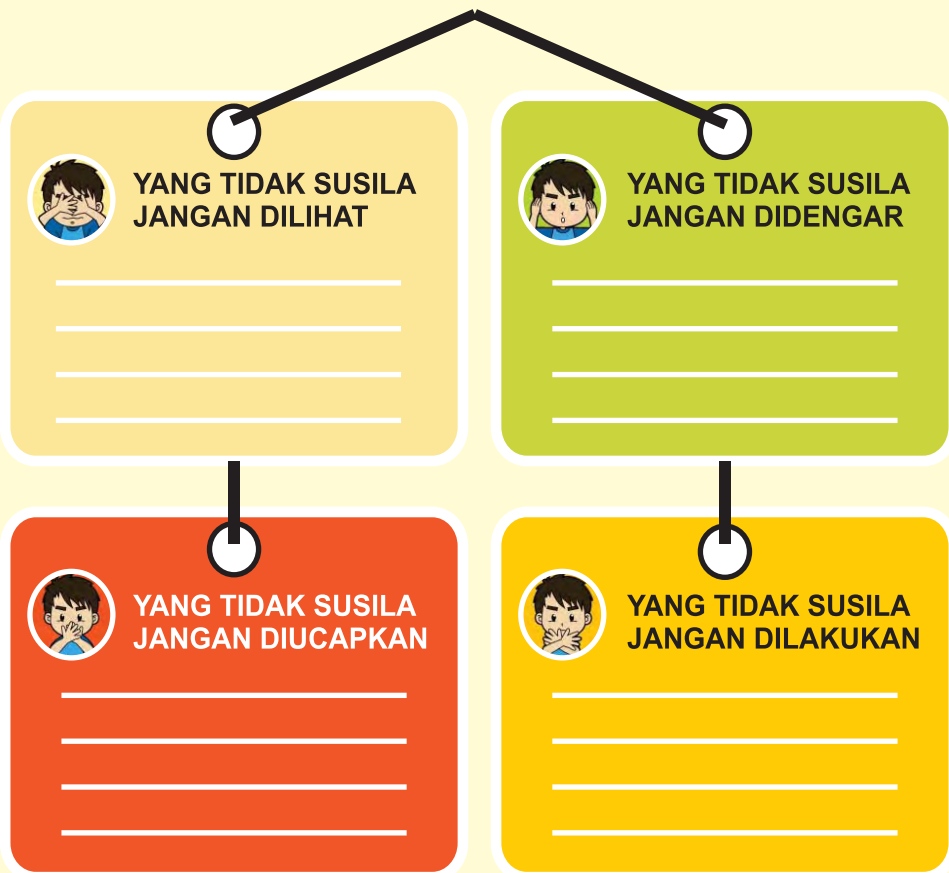 YANG TIDAK SUSILA
JANGAN DILIHAT
YANG TIDAK SUSILA
JANGAN DIDENGAR
YANG TIDAK SUSILA
JANGAN DIUCAPKAN
YANG TIDAK SUSILA
JANGAN DILAKUKAN